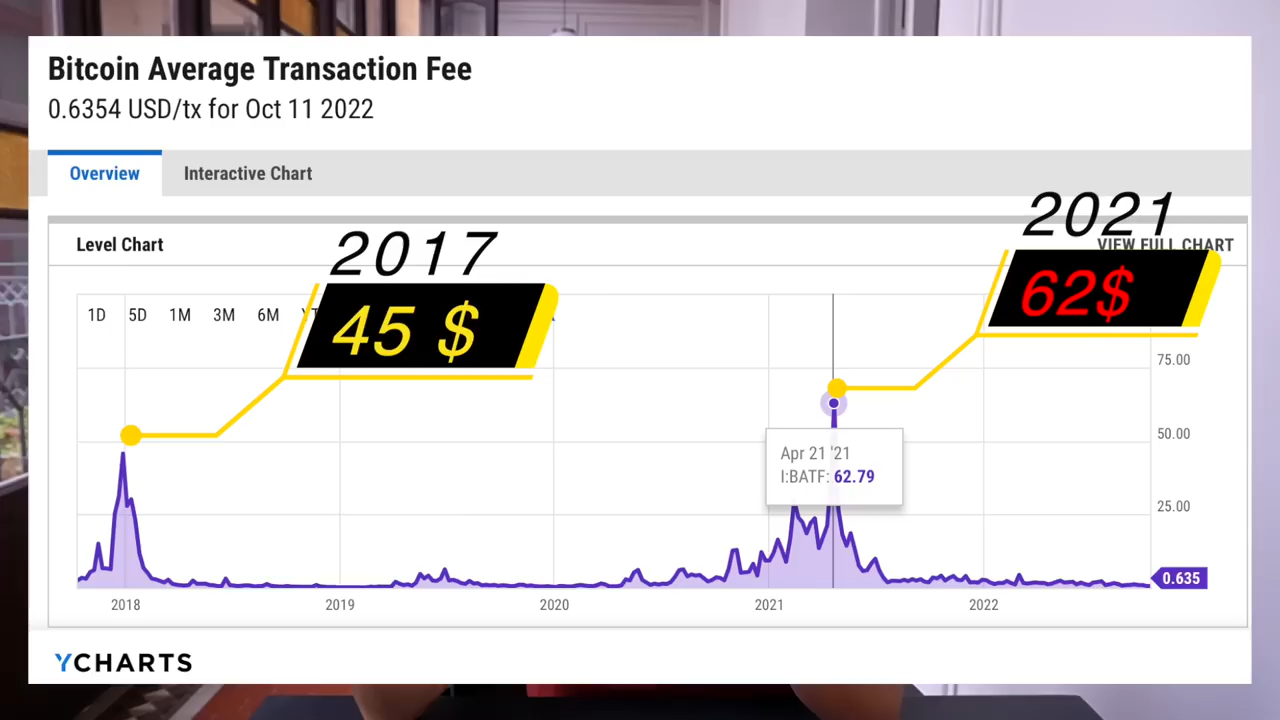 Bitcoin Average Transaction Fee
0.6354 USD/tx for Oct 11 2022
Overview
Interactive Chart
Level Chart
VIEW FULL CHART
2017
45 $
2021
62$
1D 5D 1M 3M 6M
75.00
50.00
25.00
Apr 21 '21
I:BATF: 62.79
0.635
2018 2019 2020 2021 2022
YCHARTS